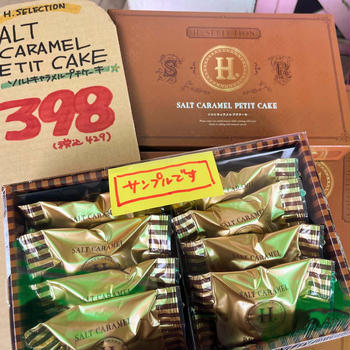 H. SELECTION
SALT
CARAMEL
PETIT CAKE
ソルトキャラメルプチケーキ
398
(税込 429)
H. SELECTION
S
H.
R
SALT CARAMEL PETIT CAKE
ソルトキャラメルプチケーキ
サンプルです
SALT CARAMEL
SALT CARAMEL
SALT CARAMEL
SALT CARAMEL
SALT CARAMEL
SALT CARAMEL
H.